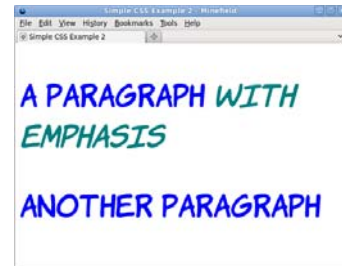 Simple CSS Example 2 - Minefield
File Edit View History Bookmarks Tools Help
Simple CSS Example 2
A PARAGRAPH WITH
EMPHASIS
ANOTHER PARAGRAPH